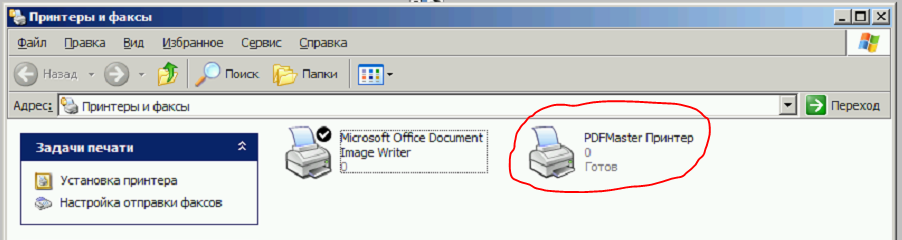 Принтеры и факсы
Файл Правка Вид Избранное Сервис Справка
Назад Поиск Папки
Адрес: Принтеры и факсы Переход
Задачи печати
Установка принтера
Настройка отправки факсов
Microsoft Office Document
Image Writer
0
PDFMaster Принтер
0
Готов